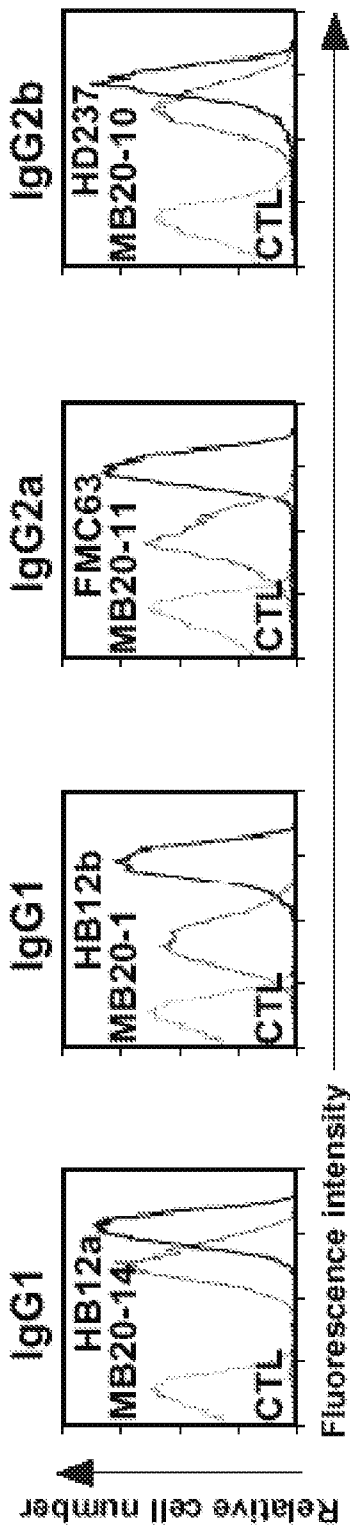 IgG1
HB12a
MB20-14
CTL
IgG1
HB12b
MB20-1
CTL
IgG2a
FMC63
MB20-11
CTL
IgG2b
HD237
MB20-10
CTL
Relative cell number
Fluorescence intensity